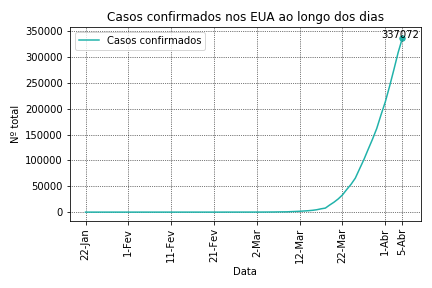 Casos confirmados nos EUA ao longo dos dias
337072
Casos confirmados
350000
300000
250000
200000
150000
100000
50000
0
Nº total
22-Jan
1-Fev
11-Fev
21-Fev
2-Mar
12-Mar
22-Mar
1-Abr
5-Abr
Data